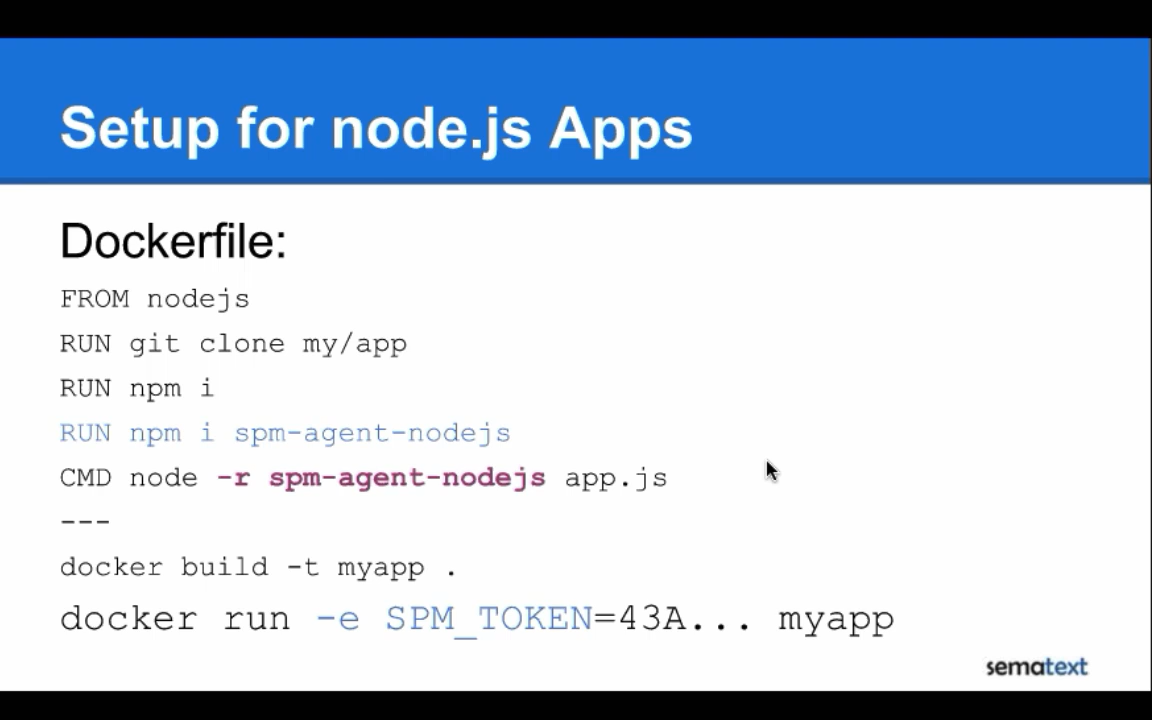 Setup for node.js Apps
Dockerfile:
FROM nodejs
RUN git clone my/app
RUN npm i
RUN npm i spm-agent-nodejs
CMD node -r spm-agent-nodejs app.js
---
docker build -t myapp .
docker run -e SPM_TOKEN=43A... myapp
sematext